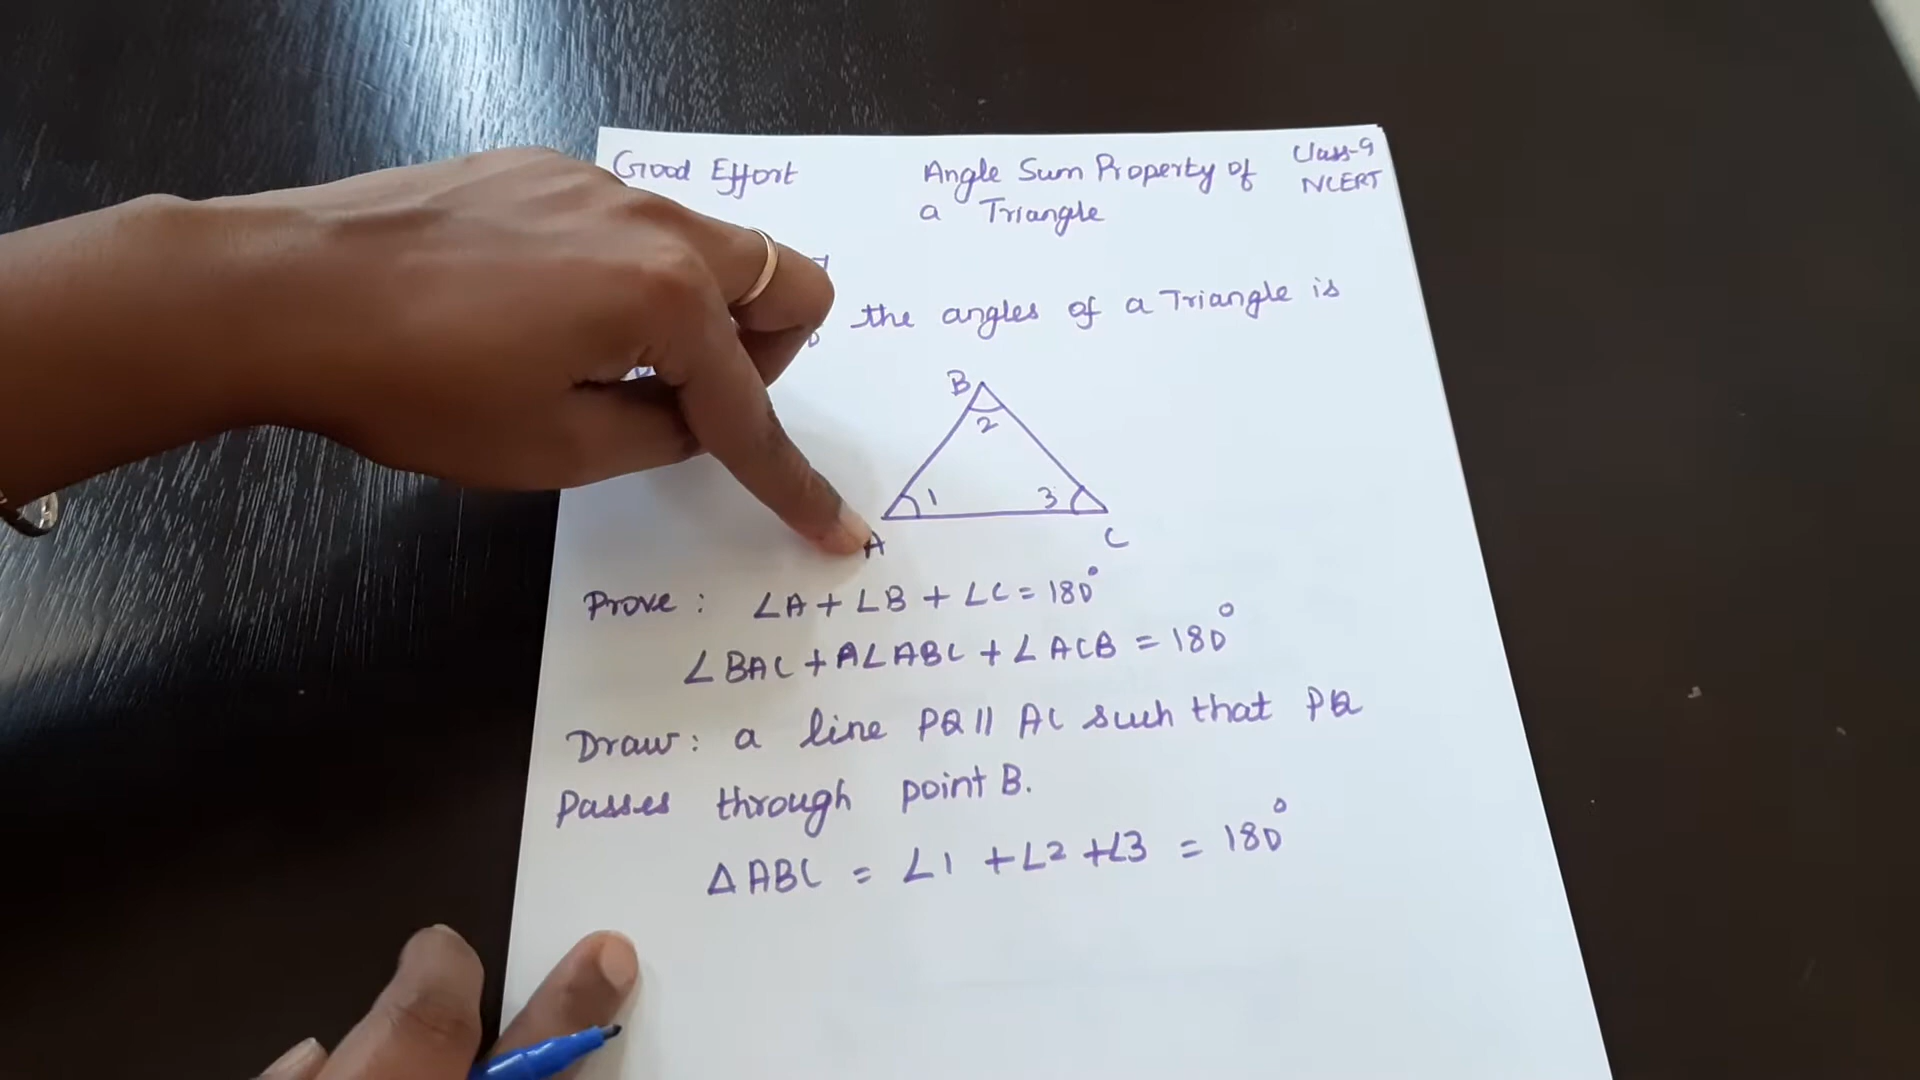 Good Effort
Angle Sum Property of
a Triangle
Class-9
NCERT
the angles of a Triangle is
B
2
1
3
A
C
Prove : ∠A + ∠B + ∠C = 180°
∠BAC + A∠ABC + ∠ACB = 180°
Draw : a line PQ || AC such that PQ
Passes through point B.
△ABC = ∠1 + ∠2 + ∠3 = 180°